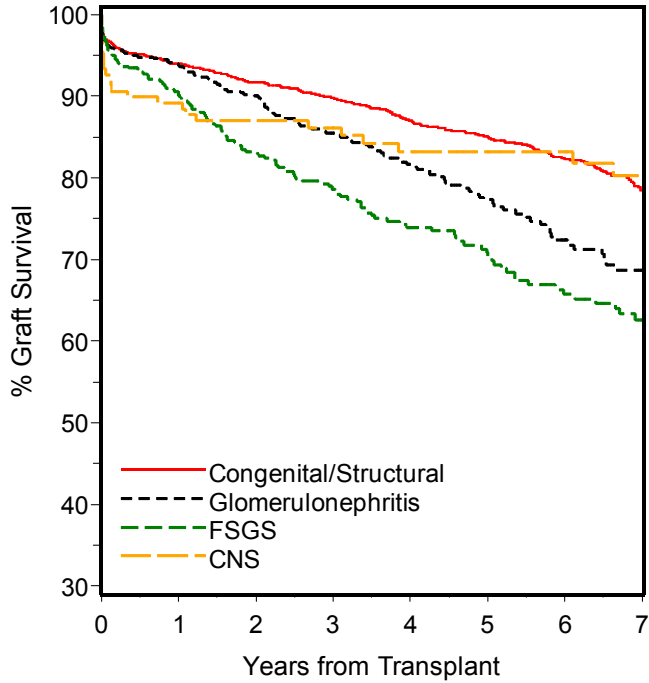 % Graft Survival
100
90
80
70
60
50
40
30
Congenital/Structural
Glomerulonephritis
FSGS
CNS
0 1 2 3 4 5 6 7
Years from Transplant